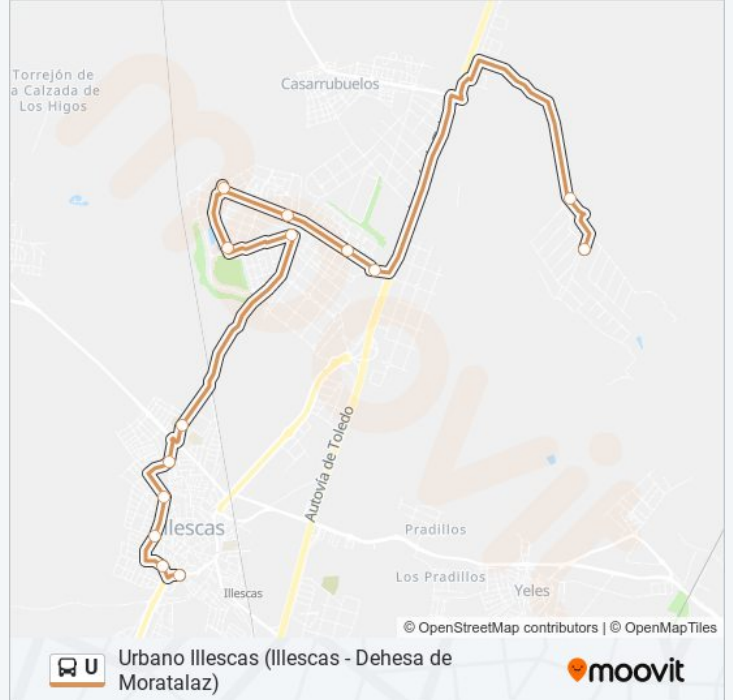 Torrejón de
a Calzada de
Los Higos
Casarrubuelos
Autovía de Toledo
Illescas
Pradillos
Illescas
Los Pradillos
Yeles
moovit
© OpenStreetMap contributors | © OpenMapTiles
U
Urbano Illescas (Illescas - Dehesa de
Moratalaz)
moovit